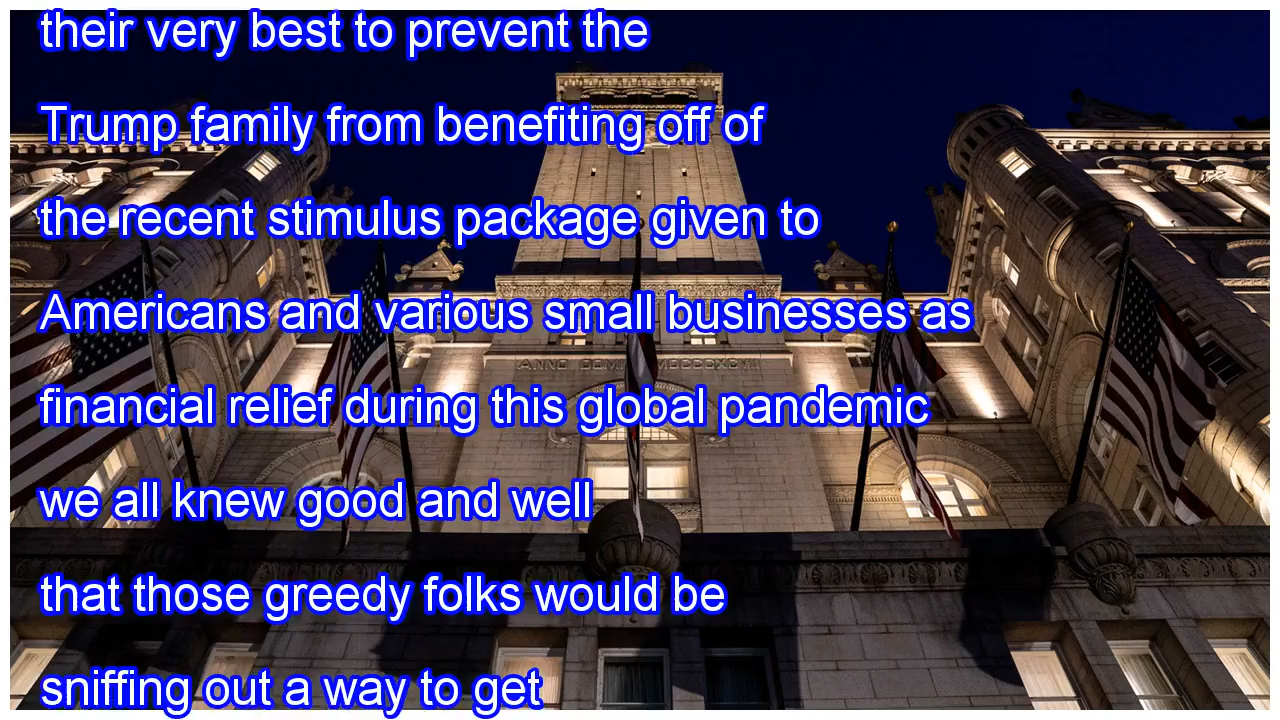 their very best to prevent the
Trump family from benefiting off of
the recent stimulus package given to
Americans and various small businesses as
financial relief during this global pandemic
we all knew good and well
that those greedy folks would be
sniffing out a way to get